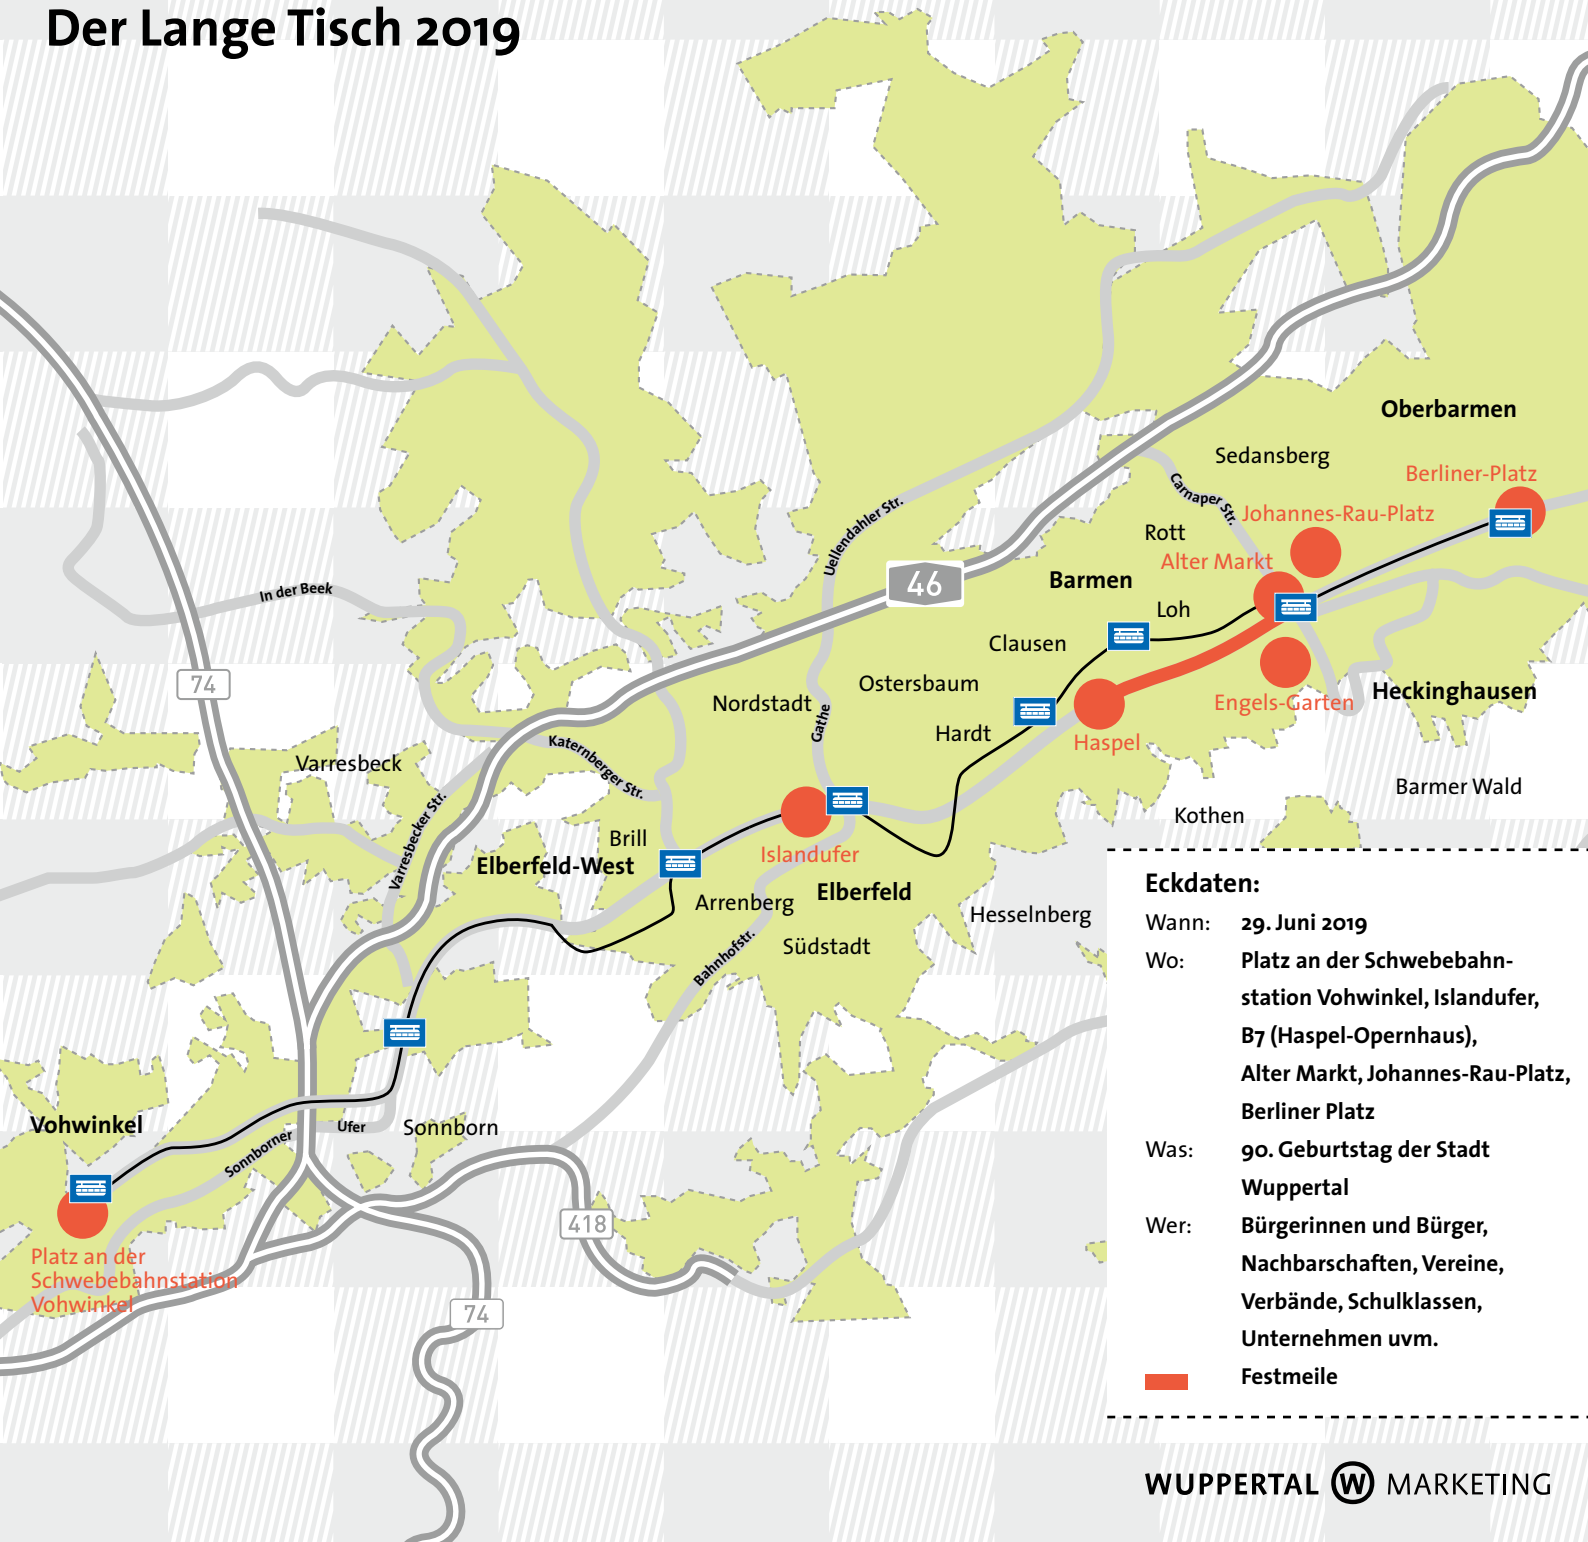 Der Lange Tisch 2019
Oberbarmen
Sedansberg
Berliner-Platz
Carnaper Str.
Johannes-Rau-Platz
Uellendahler Str.
Rott
Alter Markt
46
Barmen
In der Beek
Loh
Clausen
74
Ostersbaum
Nordstadt
Heckinghausen
Engels-Garten
Gathe
Hardt
Haspel
Katernberger Str.
Varresbeck
Barmer Wald
Kothen
Varresbecker Str.
Brill
Elberfeld-West
Islandufer
Elberfeld
Arrenberg
Hesselnberg
Südstadt
Bahnhofstr.
Vohwinkel
Sonnborner
Ufer
Sonnborn
418
Platz an der
Schwebebahnstation
Vohwinkel
74
Eckdaten:
Wann: 29. Juni 2019
Wo: Platz an der Schwebebahn-
station Vohwinkel, Islandufer,
B7 (Haspel-Opernhaus),
Alter Markt, Johannes-Rau-Platz,
Berliner Platz
Was: 90. Geburtstag der Stadt
Wuppertal
Wer: Bürgerinnen und Bürger,
Nachbarschaften, Vereine,
Verbände, Schulklassen,
Unternehmen uvm.
Festmeile
WUPPERTAL W MARKETING